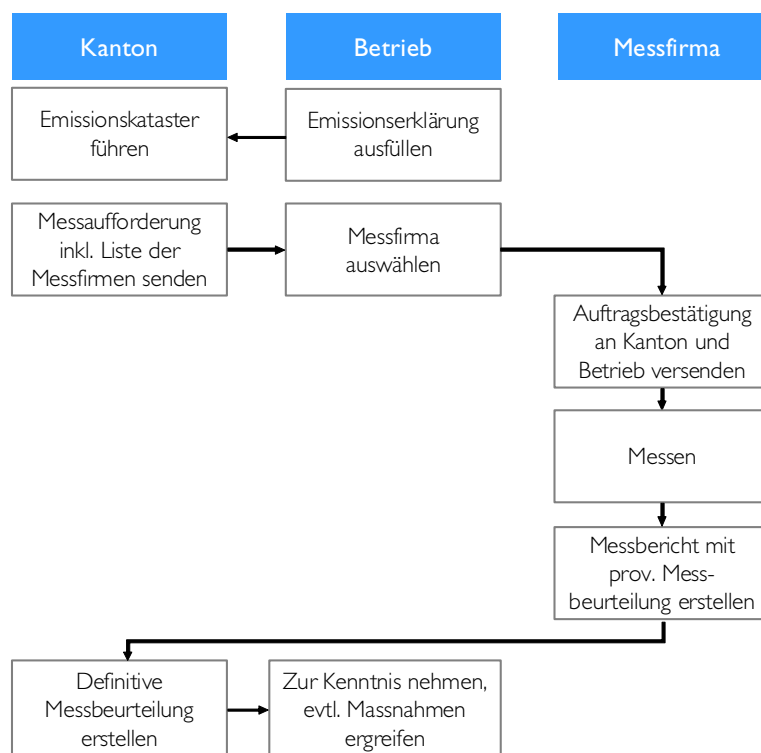 Kanton
Betrieb
Messfirma
Emissionskataster
führen
Emissionserklärung
ausfüllen
Messaufforderung
inkl. Liste der
Messfirmen senden
Messfirma
auswählen
Auftragsbestätigung
an Kanton und
Betrieb versenden
Messen
Messbericht mit
prov. Mess-
beurteilung erstellen
Definitive
Messbeurteilung
erstellen
Zur Kenntnis nehmen,
evtl. Massnahmen
ergreifen